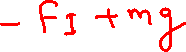 - FI + mg